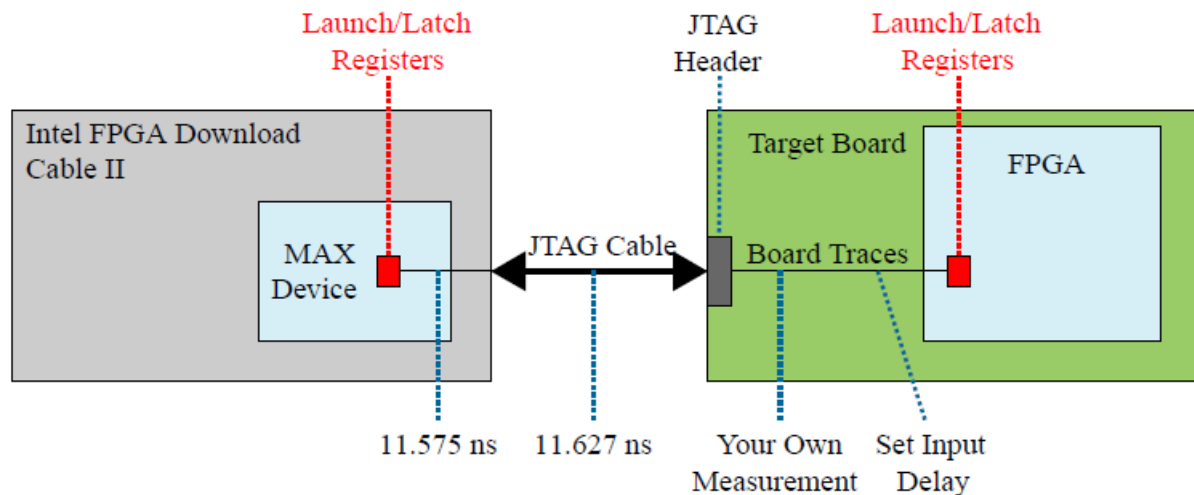 Launch/Latch
Registers
JTAG
Header
Launch/Latch
Registers
Intel FPGA Download
Cable II
Target Board
FPGA
MAX
Device
JTAG Cable
Board Traces
11.575 ns
11.627 ns
Your Own
Measurement
Set Input
Delay